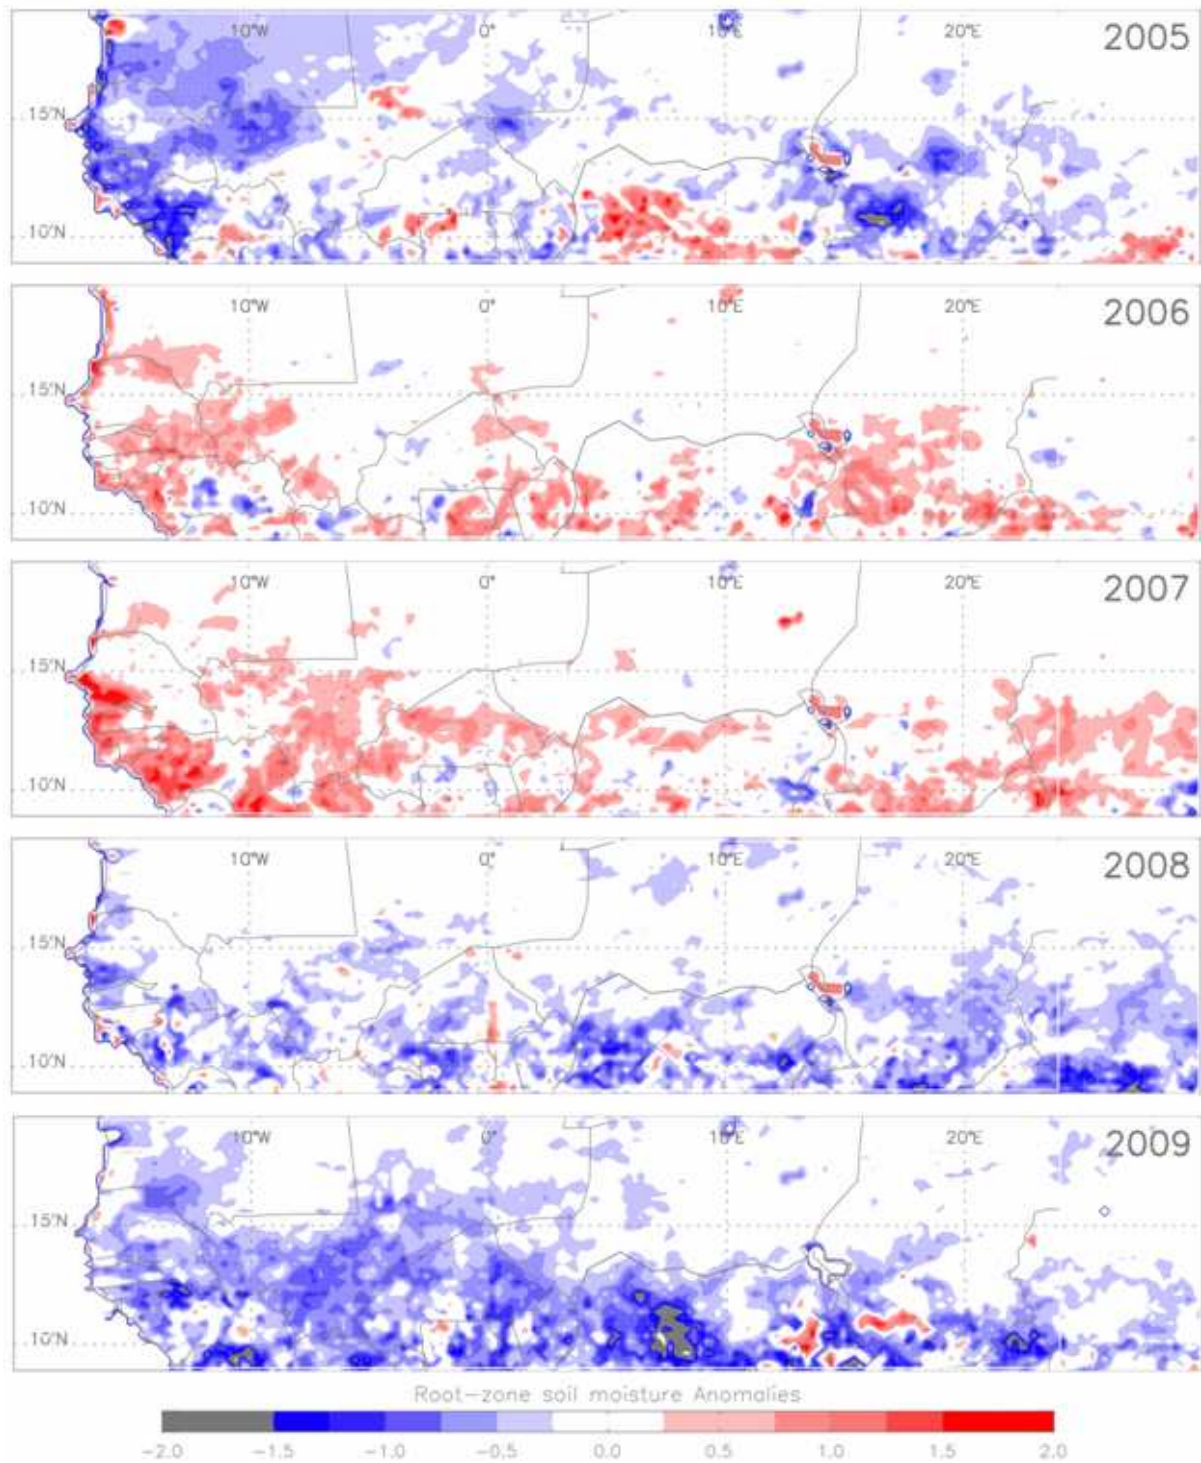 10°W 0° 10°E 20°E 2005
15°N
10°N
10°W 0° 10°E 20°E 2006
15°N
10°N
10°W 0° 10°E 20°E 2007
15°N
10°N
10°W 0° 10°E 20°E 2008
15°N
10°N
10°W 0° 10°E 20°E 2009
15°N
10°N
Root-zone soil moisture Anomalies
-2.0 -1.5 -1.0 -0.5 0.0 0.5 1.0 1.5 2.0